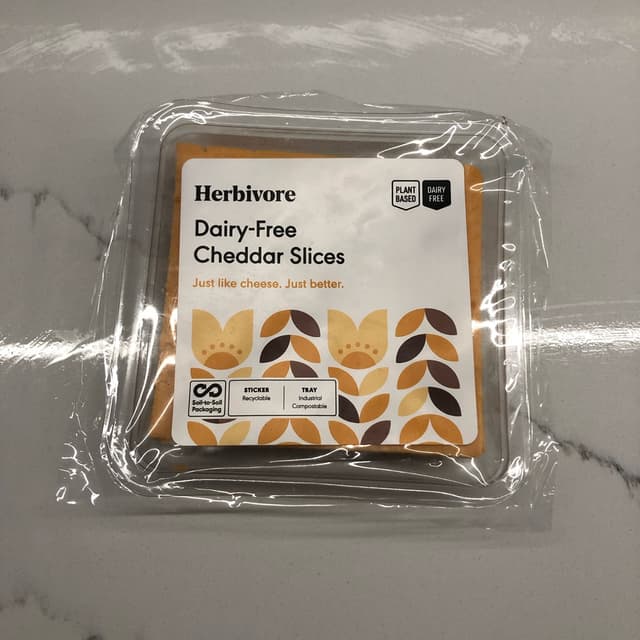 Herbivore
PLANT
BASED
DAIRY
FREE
Dairy-Free
Cheddar Slices
Just like cheese. Just better.
Soil-to-Soil
Packaging
STICKER
Recyclable
TRAY
Industrial
Compostable